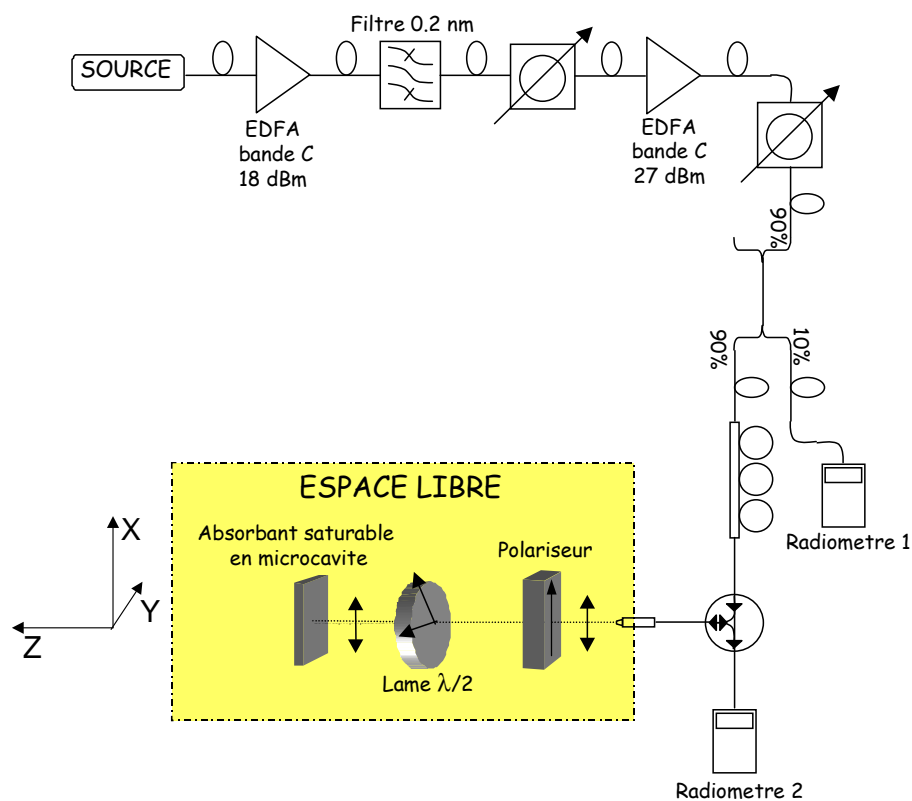 Filtre 0.2 nm
SOURCE
EDFA
bande C
18 dBm
EDFA
bande C
27 dBm
90%
90%
10%
ESPACE LIBRE
Absorbant saturable
en microcavite
Polariseur
Lame λ/2
X
Y
Z
Radiometre 1
Radiometre 2